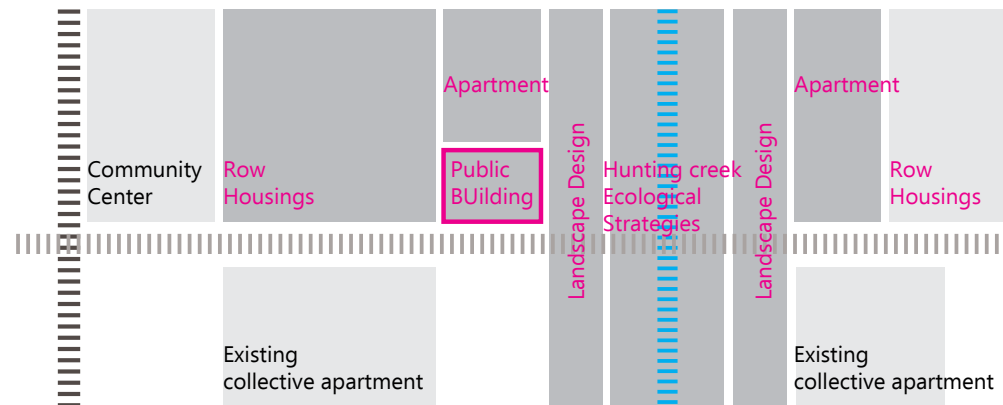 Apartment
Apartment
Community
Center
Row
Housings
Public
BUilding
Landscape Design
Hunting creek
Ecological
Strategies
Landscape Design
Row
Housings
Existing
collective apartment
Existing
collective apartment